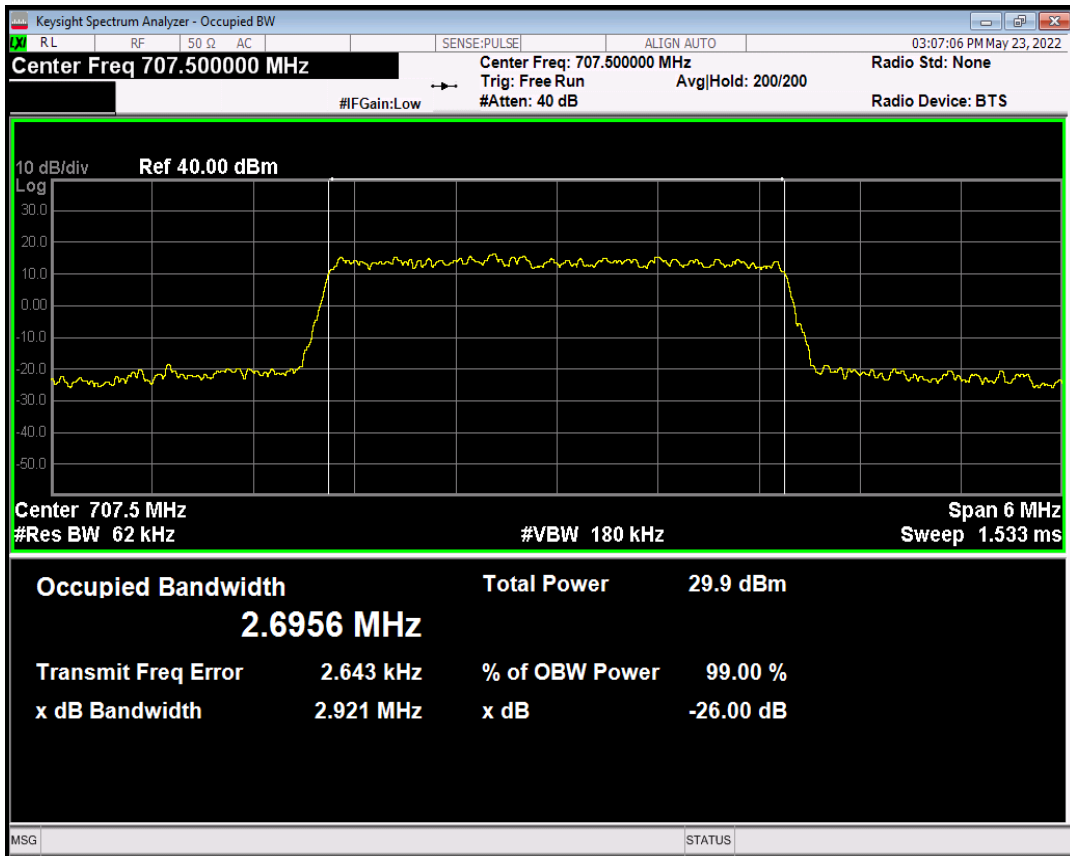 Keysight Spectrum Analyzer - Occupied BW
LXI RL RF 50 Ω AC SENSE:PULSE ALIGN AUTO 03:07:06 PM May 23, 2022
Center Freq 707.500000 MHz Center Freq: 707.500000 MHz Radio Std: None
Trig: Free Run Avg|Hold: 200/200
#IFGain:Low #Atten: 40 dB Radio Device: BTS
10 dB/div Ref 40.00 dBm
Log
30.0
20.0
10.0
0.00
-10.0
-20.0
-30.0
-40.0
-50.0
Center 707.5 MHz Span 6 MHz
#Res BW 62 kHz #VBW 180 kHz Sweep 1.533 ms
Occupied Bandwidth Total Power 29.9 dBm
2.6956 MHz
Transmit Freq Error 2.643 kHz % of OBW Power 99.00 %
x dB Bandwidth 2.921 MHz x dB -26.00 dB
MSG STATUS